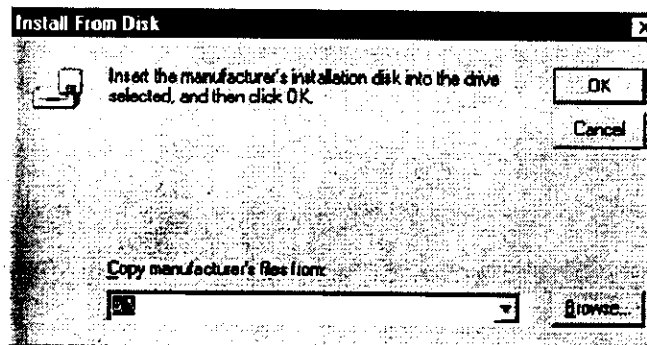 Install From Disk
Insert the manufacturer's installation disk into the drive
selected, and then click OK.
OK
Cancel
Copy manufacturer's files from:
Browse...